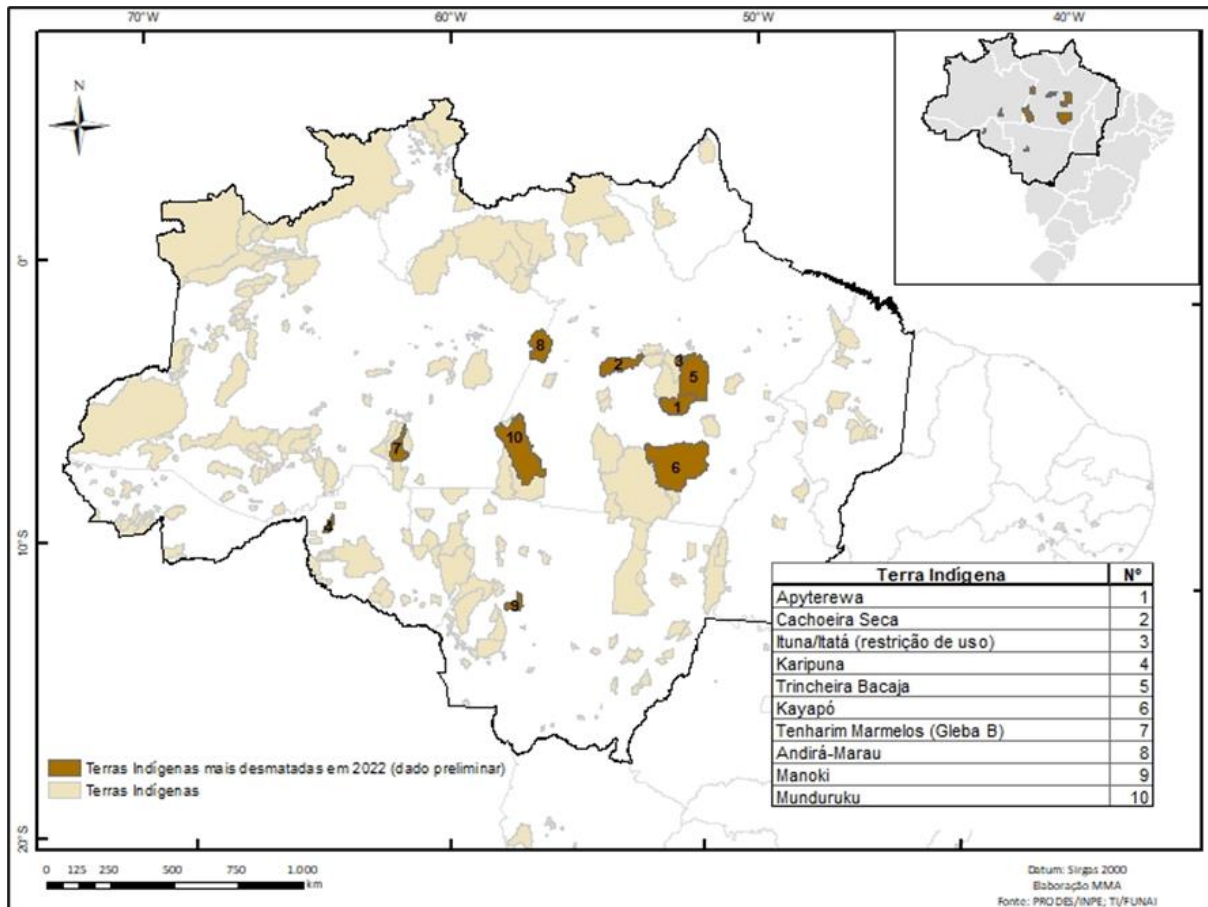 70°W 60°W 50°W 40°W
N
0°
10°S
20°S
8
2
3
5
1
10
7
6
4
9
Terra Indígena Nº
Apyterewa 1
Cachoeira Seca 2
Ituna/Itatá (restrição de uso) 3
Karipuna 4
Trincheira Bacaja 5
Kayapó 6
Tenharim Marmelos (Gleba B) 7
Andirá-Marau 8
Manoki 9
Munduruku 10
Terras Indígenas mais desmatadas em 2022 (dado preliminar)
Terras Indígenas
0 125 250 500 750 1.000
km
Datum: Sirgas 2000
Elaboração MMA
Fonte: PRODES/INPE; TI/FUNAI